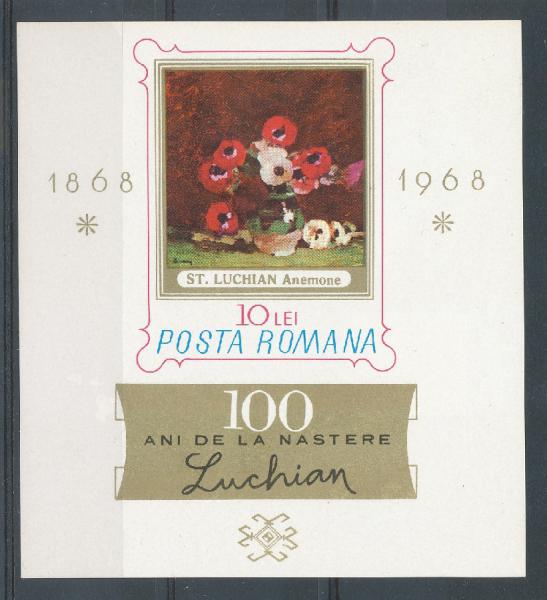 1868
1968
ST. LUCHIAN Anemone
10 LEI
POSTA ROMANA
100
ANI DE LA NASTERE
Luchian